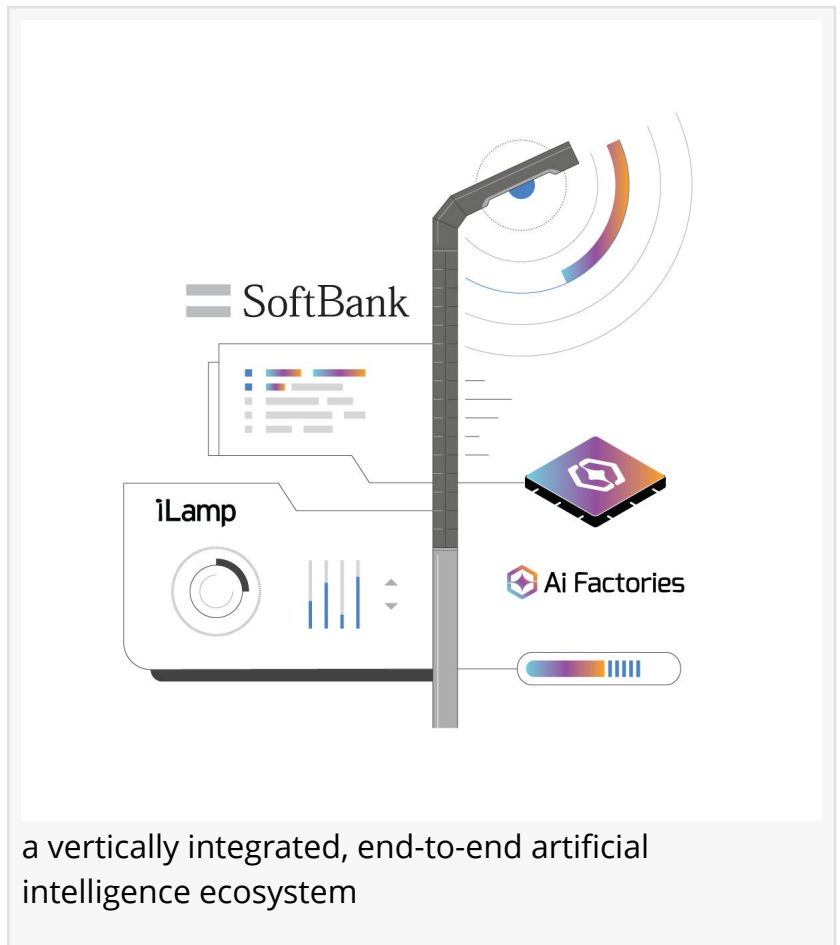 SoftBank
iLamp
Ai Factories
a vertically integrated, end-to-end artificial
intelligence ecosystem